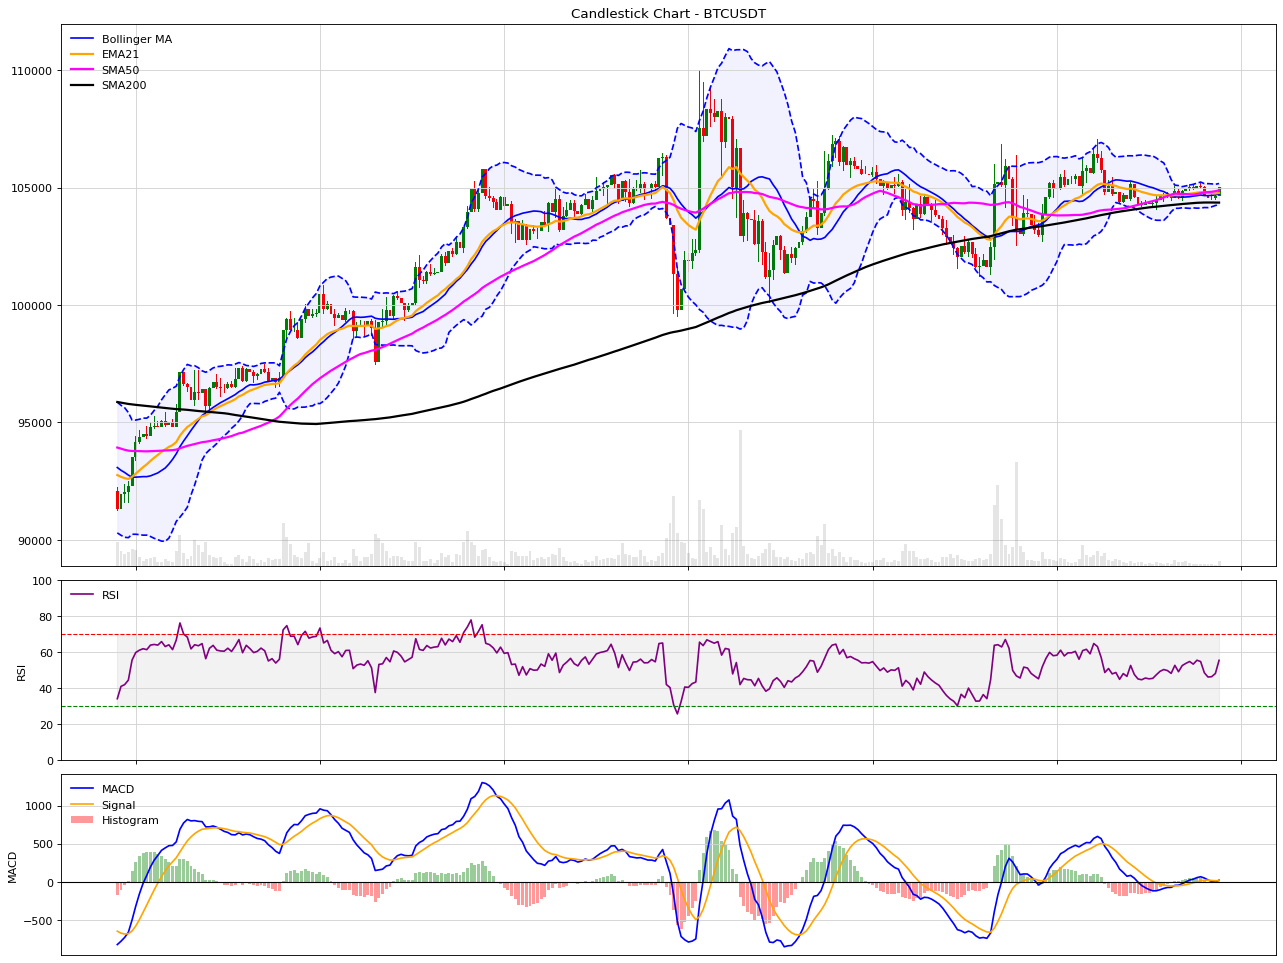 Candlestick Chart - BTCUSDT
Bollinger MA
EMA21
SMA50
SMA200
110000
105000
100000
95000
90000
100
80
60
40
20
0
RSI
RSI
1000
500
0
−500
MACD
MACD
Signal
Histogram